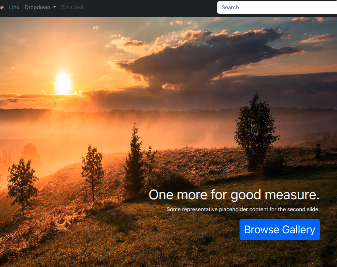 Link Dropdown Disabled Search
One more for good measure.
Some representative placeholder content for the second slide.
Browse Gallery